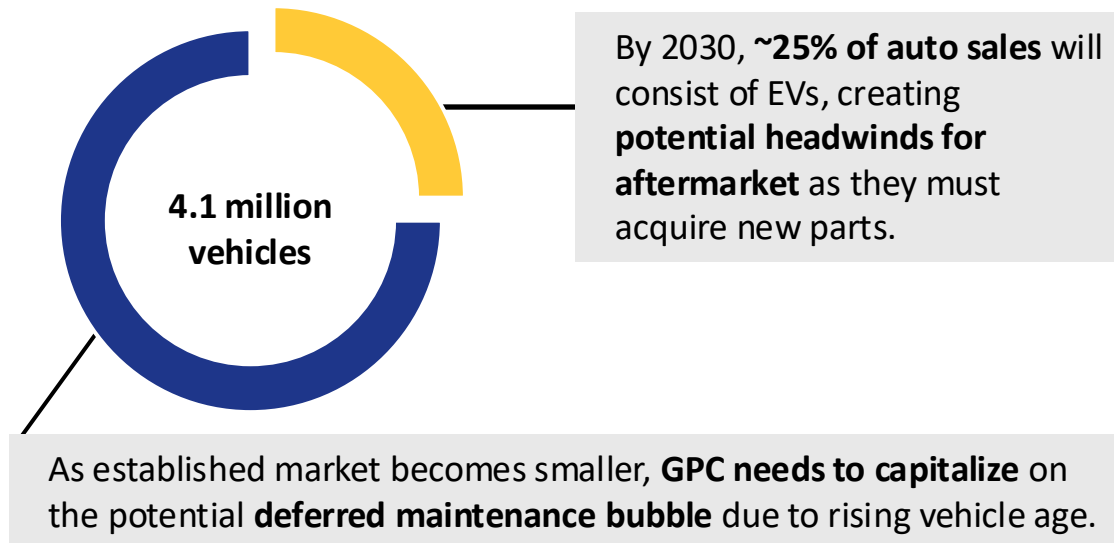 By 2030, ~25% of auto sales will
consist of EVs, creating
potential headwinds for
aftermarket as they must
acquire new parts.
4.1 million
vehicles
As established market becomes smaller, GPC needs to capitalize on
the potential deferred maintenance bubble due to rising vehicle age.